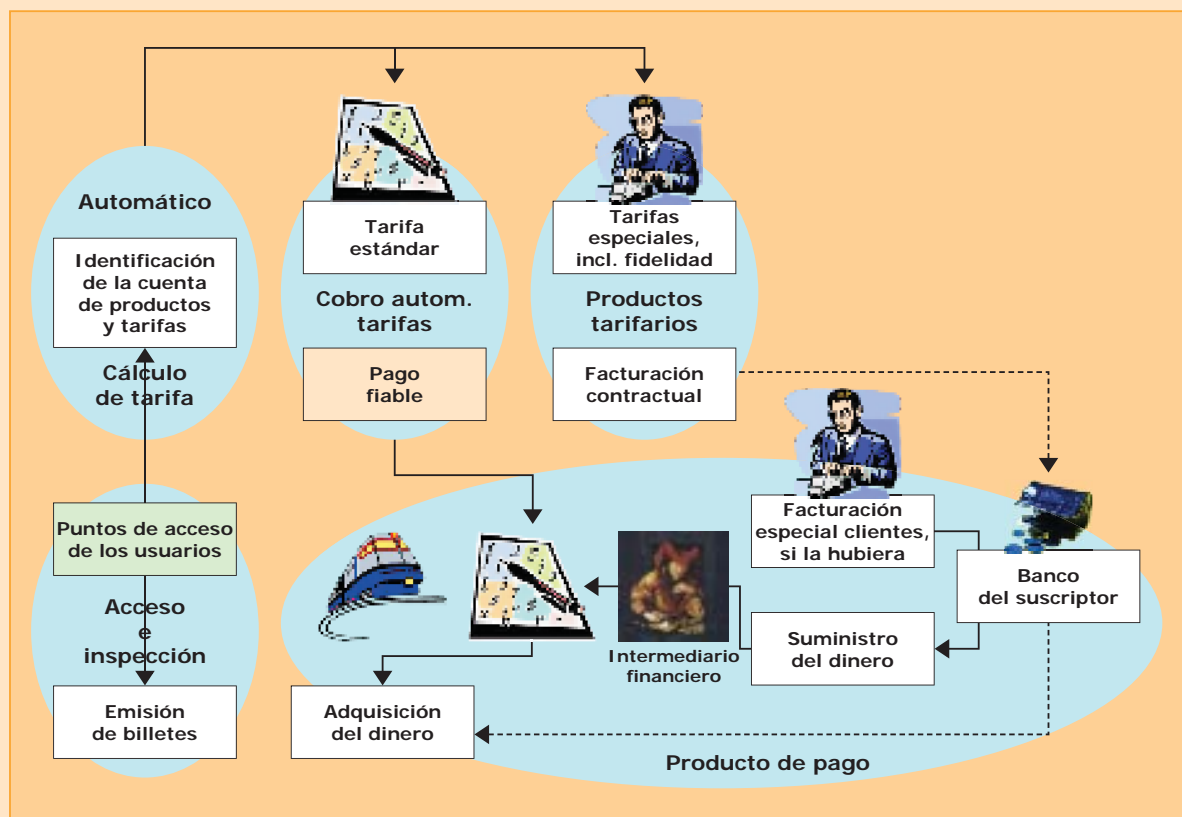 Automático
Identificación
de la cuenta
de productos
y tarifas
Cálculo
de tarifa
Puntos de acceso
de los usuarios
Acceso
e
inspección
Emisión
de billetes
Tarifa
estándar
Cobro autom.
tarifas
Pago
fiable
Tarifas
especiales,
incl. fidelidad
Productos
tarifarios
Facturación
contractual
Facturación
especial clientes,
si la hubiera
Banco
del suscriptor
Suministro
del dinero
Intermediario
financiero
Adquisición
del dinero
Producto de pago